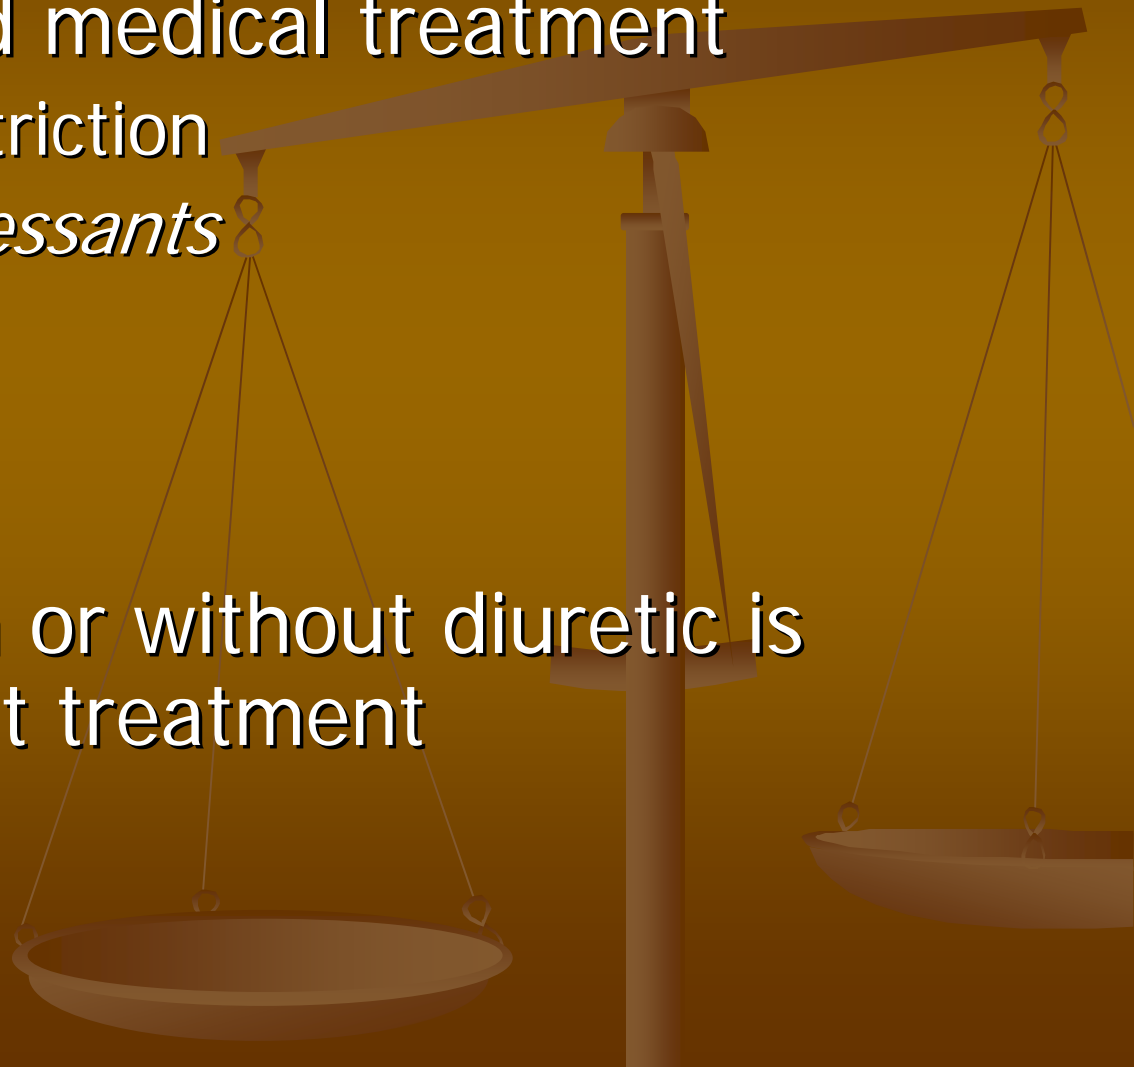 medical treatment
triction
essants
or without diuretic is
t treatment